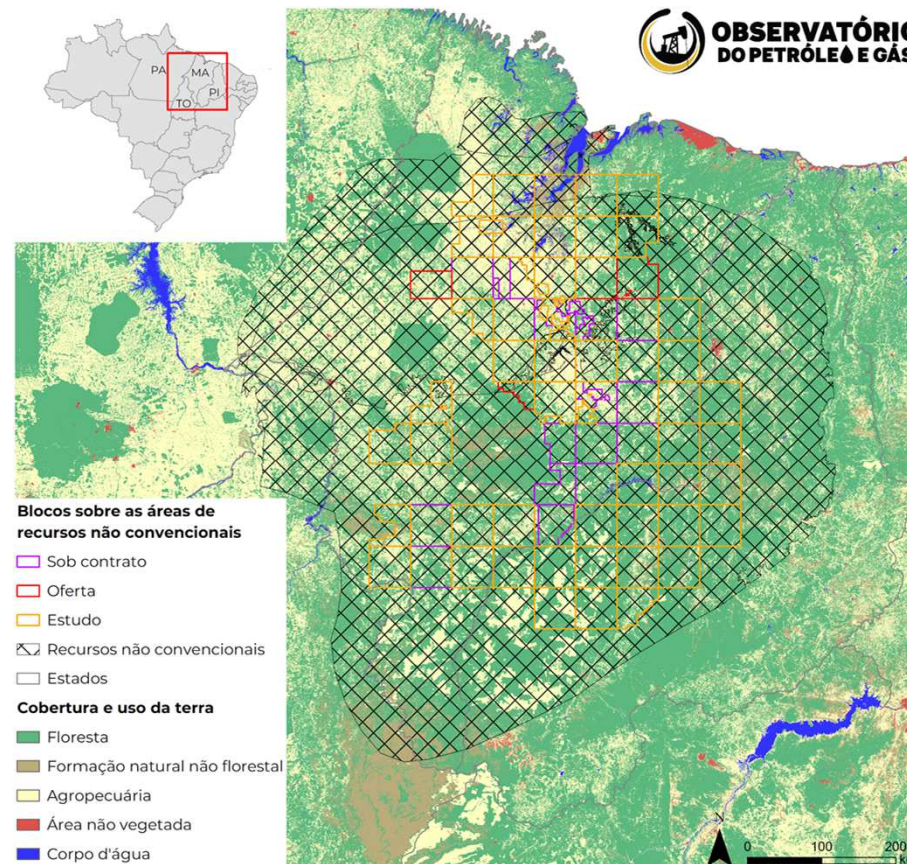 OBSERVATÓRIO
DO PETRÓLEO E GÁS
PA
MA
PI
TO
Blocos sobre as áreas de
recursos não convencionais
Sob contrato
Oferta
Estudo
Recursos não convencionais
Estados
Cobertura e uso da terra
Floresta
Formação natural não florestal
Agropecuária
Área não vegetada
Corpo d'água
N
0 100 200